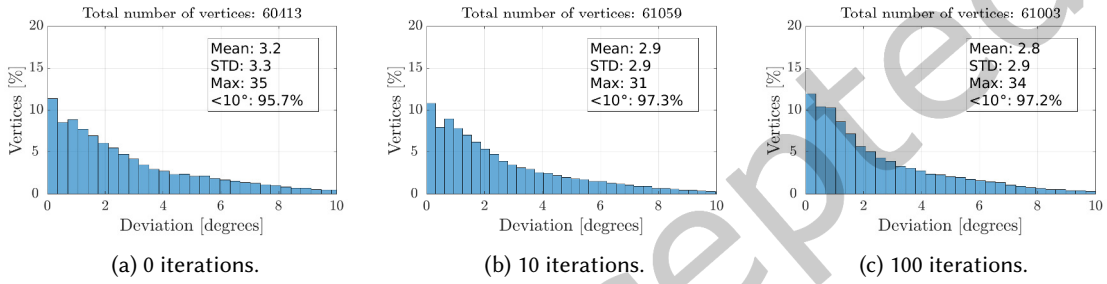 Total number of vertices: 60413
20
15
10
5
0
Vertices [%]
Mean: 3.2
STD: 3.3
Max: 35
<10°: 95.7%
0 2 4 6 8 10
Deviation [degrees]
(a) 0 iterations.
Total number of vertices: 61059
20
15
10
5
0
Vertices [%]
Mean: 2.9
STD: 2.9
Max: 31
<10°: 97.3%
0 2 4 6 8 10
Deviation [degrees]
(b) 10 iterations.
Total number of vertices: 61003
20
15
10
5
0
Vertices [%]
Mean: 2.8
STD: 2.9
Max: 34
<10°: 97.2%
0 2 4 6 8 10
Deviation [degrees]
(c) 100 iterations.